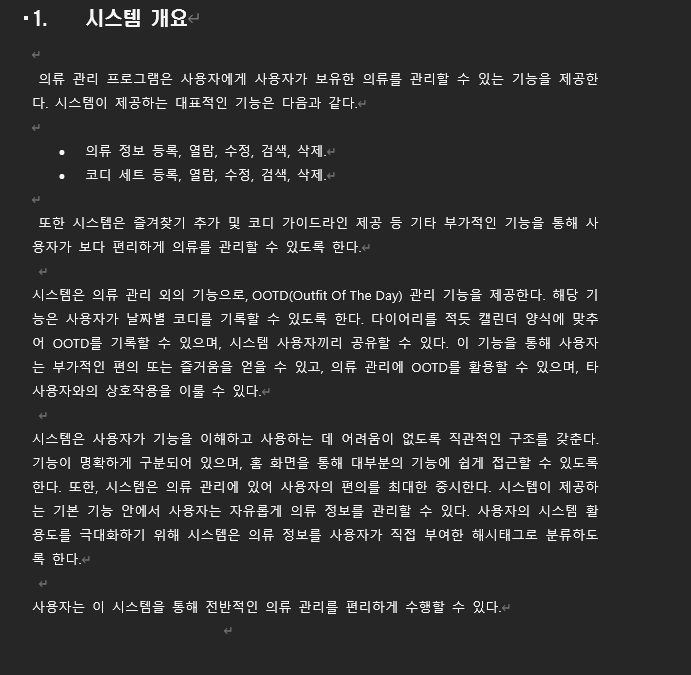 1. 시스템 개요
의류 관리 프로그램은 사용자에게 사용자가 보유한 의류를 관리할 수 있는 기능을 제공한
다. 시스템이 제공하는 대표적인 기능은 다음과 같다.
• 의류 정보 등록, 열람, 수정, 검색, 삭제.
• 코디 세트 등록, 열람, 수정, 검색, 삭제.
또한 시스템은 즐겨찾기 추가 및 코디 가이드라인 제공 등 기타 부가적인 기능을 통해 사
용자가 보다 편리하게 의류를 관리할 수 있도록 한다.
시스템은 의류 관리 외의 기능으로, OOTD(Outfit Of The Day) 관리 기능을 제공한다. 해당 기
능은 사용자가 날짜별 코디를 기록할 수 있도록 한다. 다이어리를 적듯 캘린더 양식에 맞추
어 OOTD를 기록할 수 있으며, 시스템 사용자끼리 공유할 수 있다. 이 기능을 통해 사용자
는 부가적인 편의 또는 즐거움을 얻을 수 있고, 의류 관리에 OOTD를 활용할 수 있으며, 타
사용자와의 상호작용을 이룰 수 있다.
시스템은 사용자가 기능을 이해하고 사용하는 데 어려움이 없도록 직관적인 구조를 갖춘다.
기능이 명확하게 구분되어 있으며, 홈 화면을 통해 대부분의 기능에 쉽게 접근할 수 있도록
한다. 또한, 시스템은 의류 관리에 있어 사용자의 편의를 최대한 중시한다. 시스템이 제공하
는 기본 기능 안에서 사용자는 자유롭게 의류 정보를 관리할 수 있다. 사용자의 시스템 활
용도를 극대화하기 위해 시스템은 의류 정보를 사용자가 직접 부여한 해시태그로 분류하도
록 한다.
사용자는 이 시스템을 통해 전반적인 의류 관리를 편리하게 수행할 수 있다.